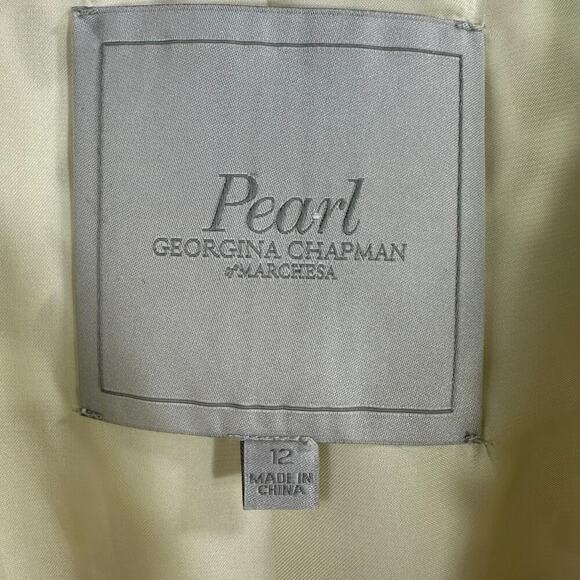 Pearl
GEORGINA CHAPMAN
of MARCHESA
12
MADE IN
CHINA